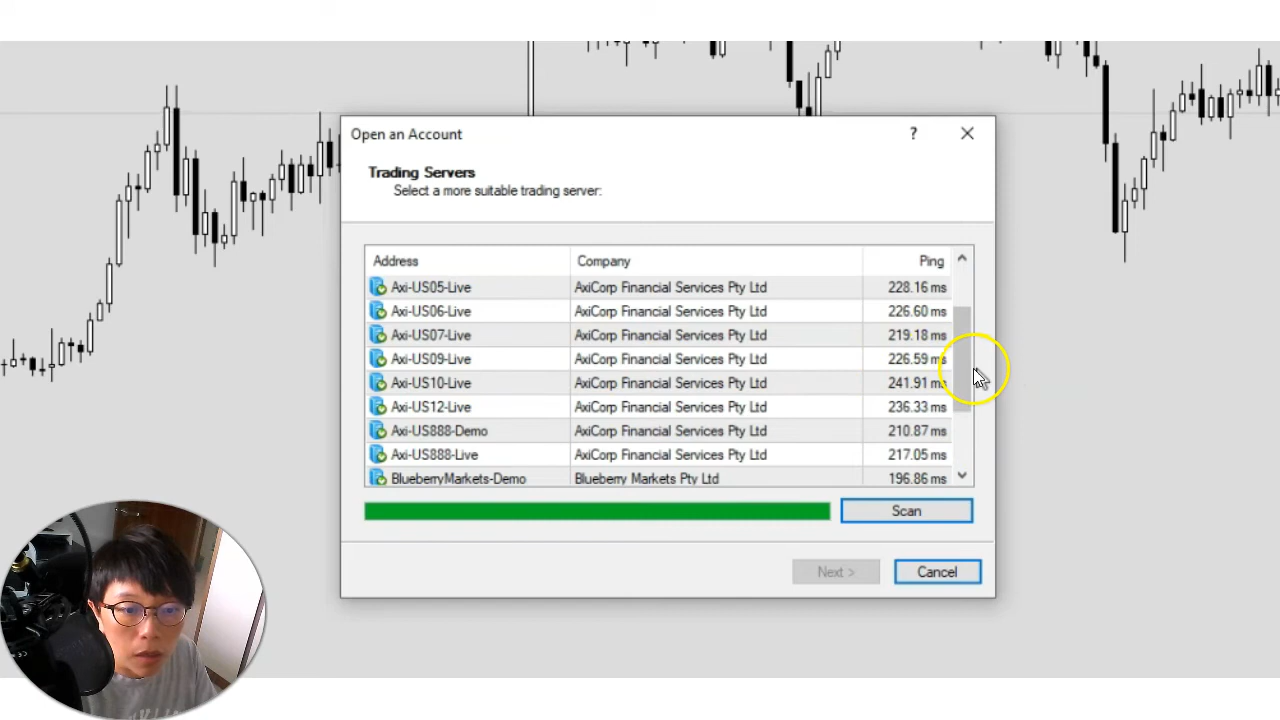 Open an Account
?
Trading Servers
Select a more suitable trading server:
Address Company Ping
Axi-US05-Live AxiCorp Financial Services Pty Ltd 228.16 ms
Axi-US06-Live AxiCorp Financial Services Pty Ltd 226.60 ms
Axi-US07-Live AxiCorp Financial Services Pty Ltd 219.18 ms
Axi-US09-Live AxiCorp Financial Services Pty Ltd 226.59 ms
Axi-US10-Live AxiCorp Financial Services Pty Ltd 241.91 ms
Axi-US12-Live AxiCorp Financial Services Pty Ltd 236.33 ms
Axi-US888-Demo AxiCorp Financial Services Pty Ltd 210.87 ms
Axi-US888-Live AxiCorp Financial Services Pty Ltd 217.05 ms
BlueberryMarkets-Demo Blueberry Markets Pty Ltd 196.86 ms
Scan
Next > Cancel